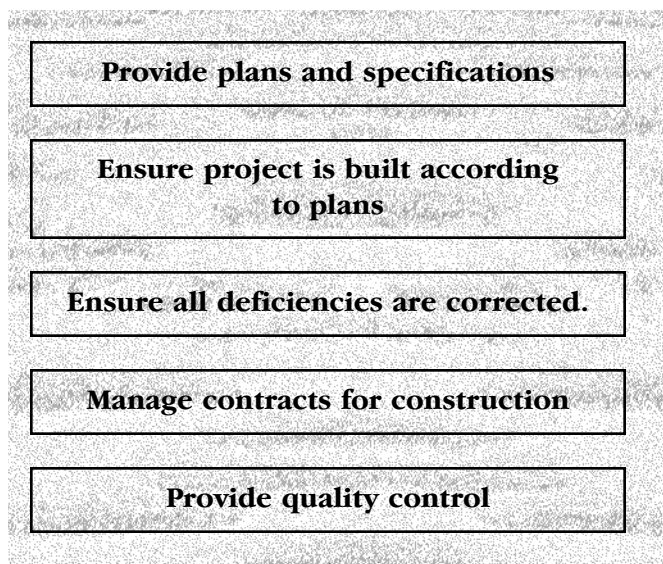 Provide plans and specifications
Ensure project is built according
to plans
Ensure all deficiencies are corrected.
Manage contracts for construction
Provide quality control